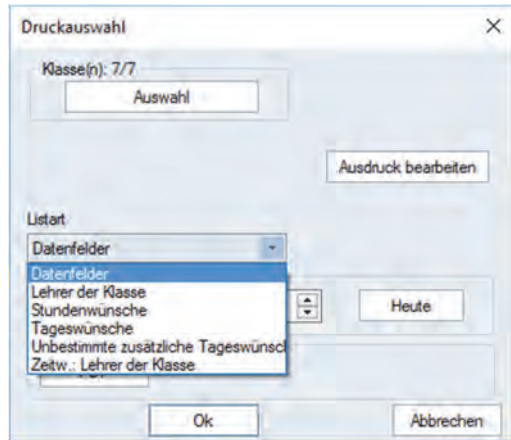 Druckauswahl
Klasse(n): 7/7
Auswahl
Ausdruck bearbeiten
Listart
Datenfelder
Datenfelder
Lehrer der Klasse
Stundenwünsche
Heute
Tageswünsche
Unbestimmte zusätzliche Tageswünscl
Zeitw.: Lehrer der Klasse
Ok
Abbrechen